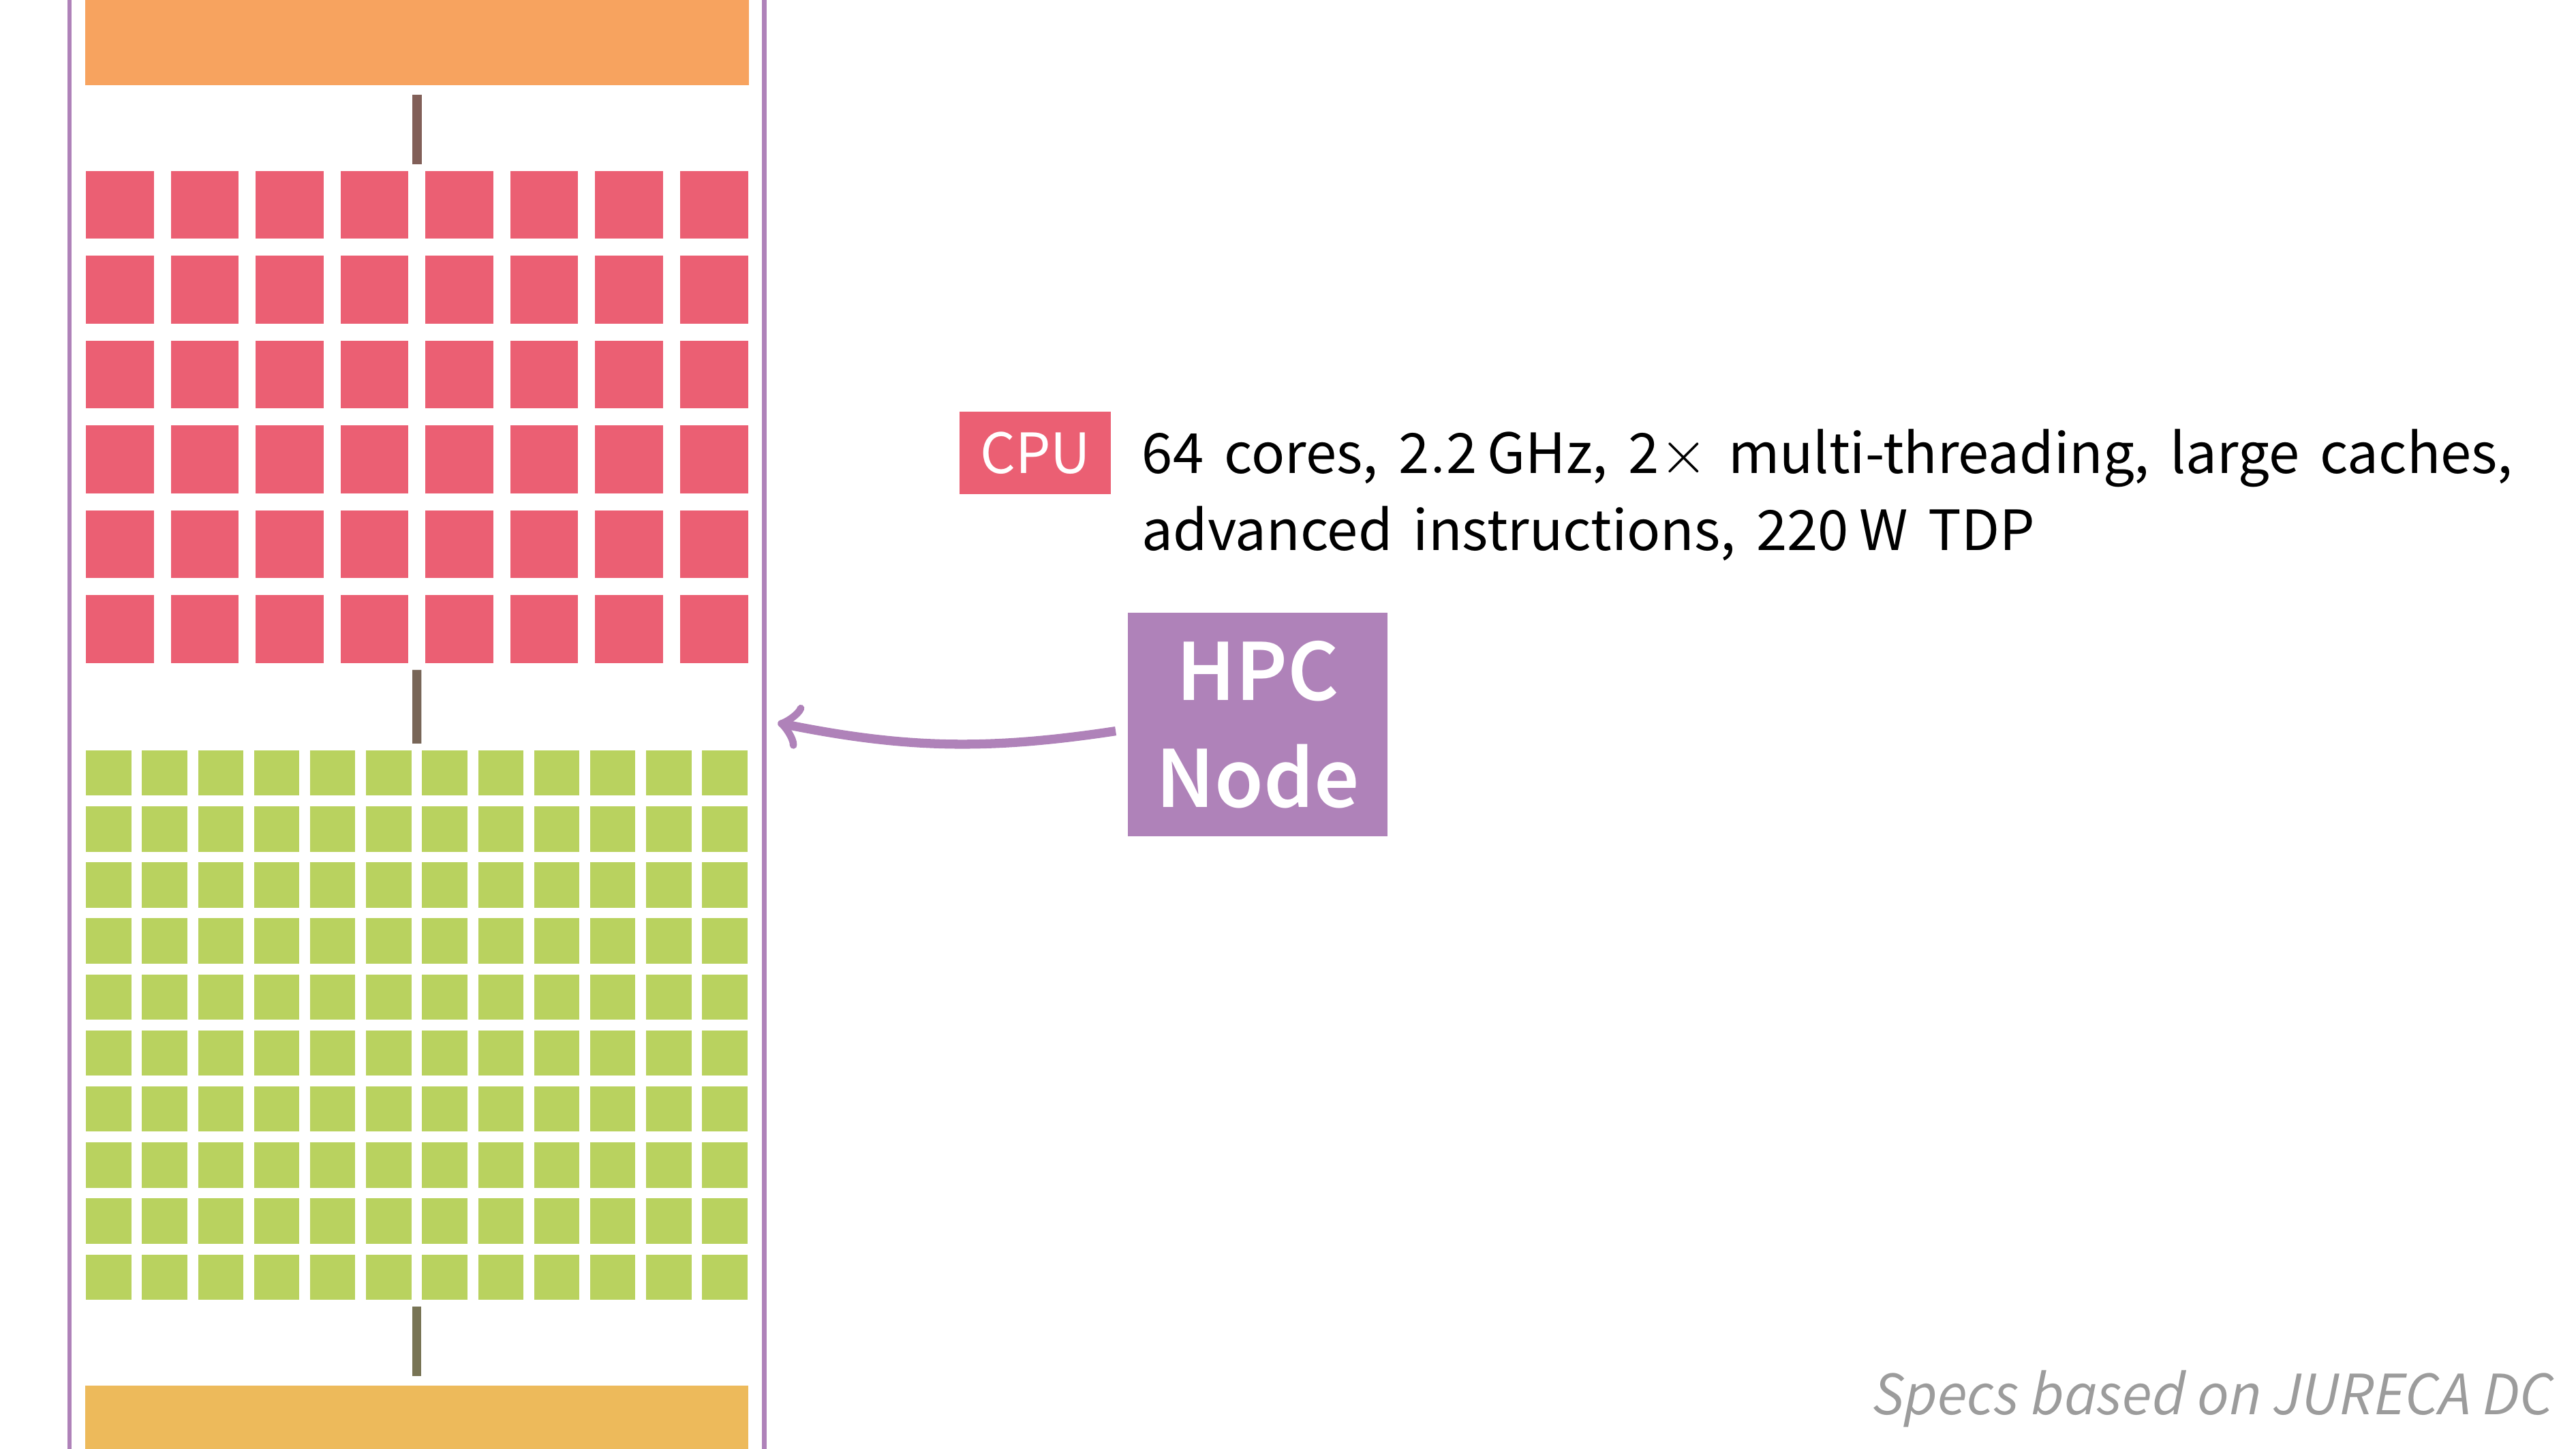 CPU 64 cores, 2.2 GHz, 2× multi-threading, large caches,
advanced instructions, 220 W TDP
HPC
Node
Specs based on JURECA DC